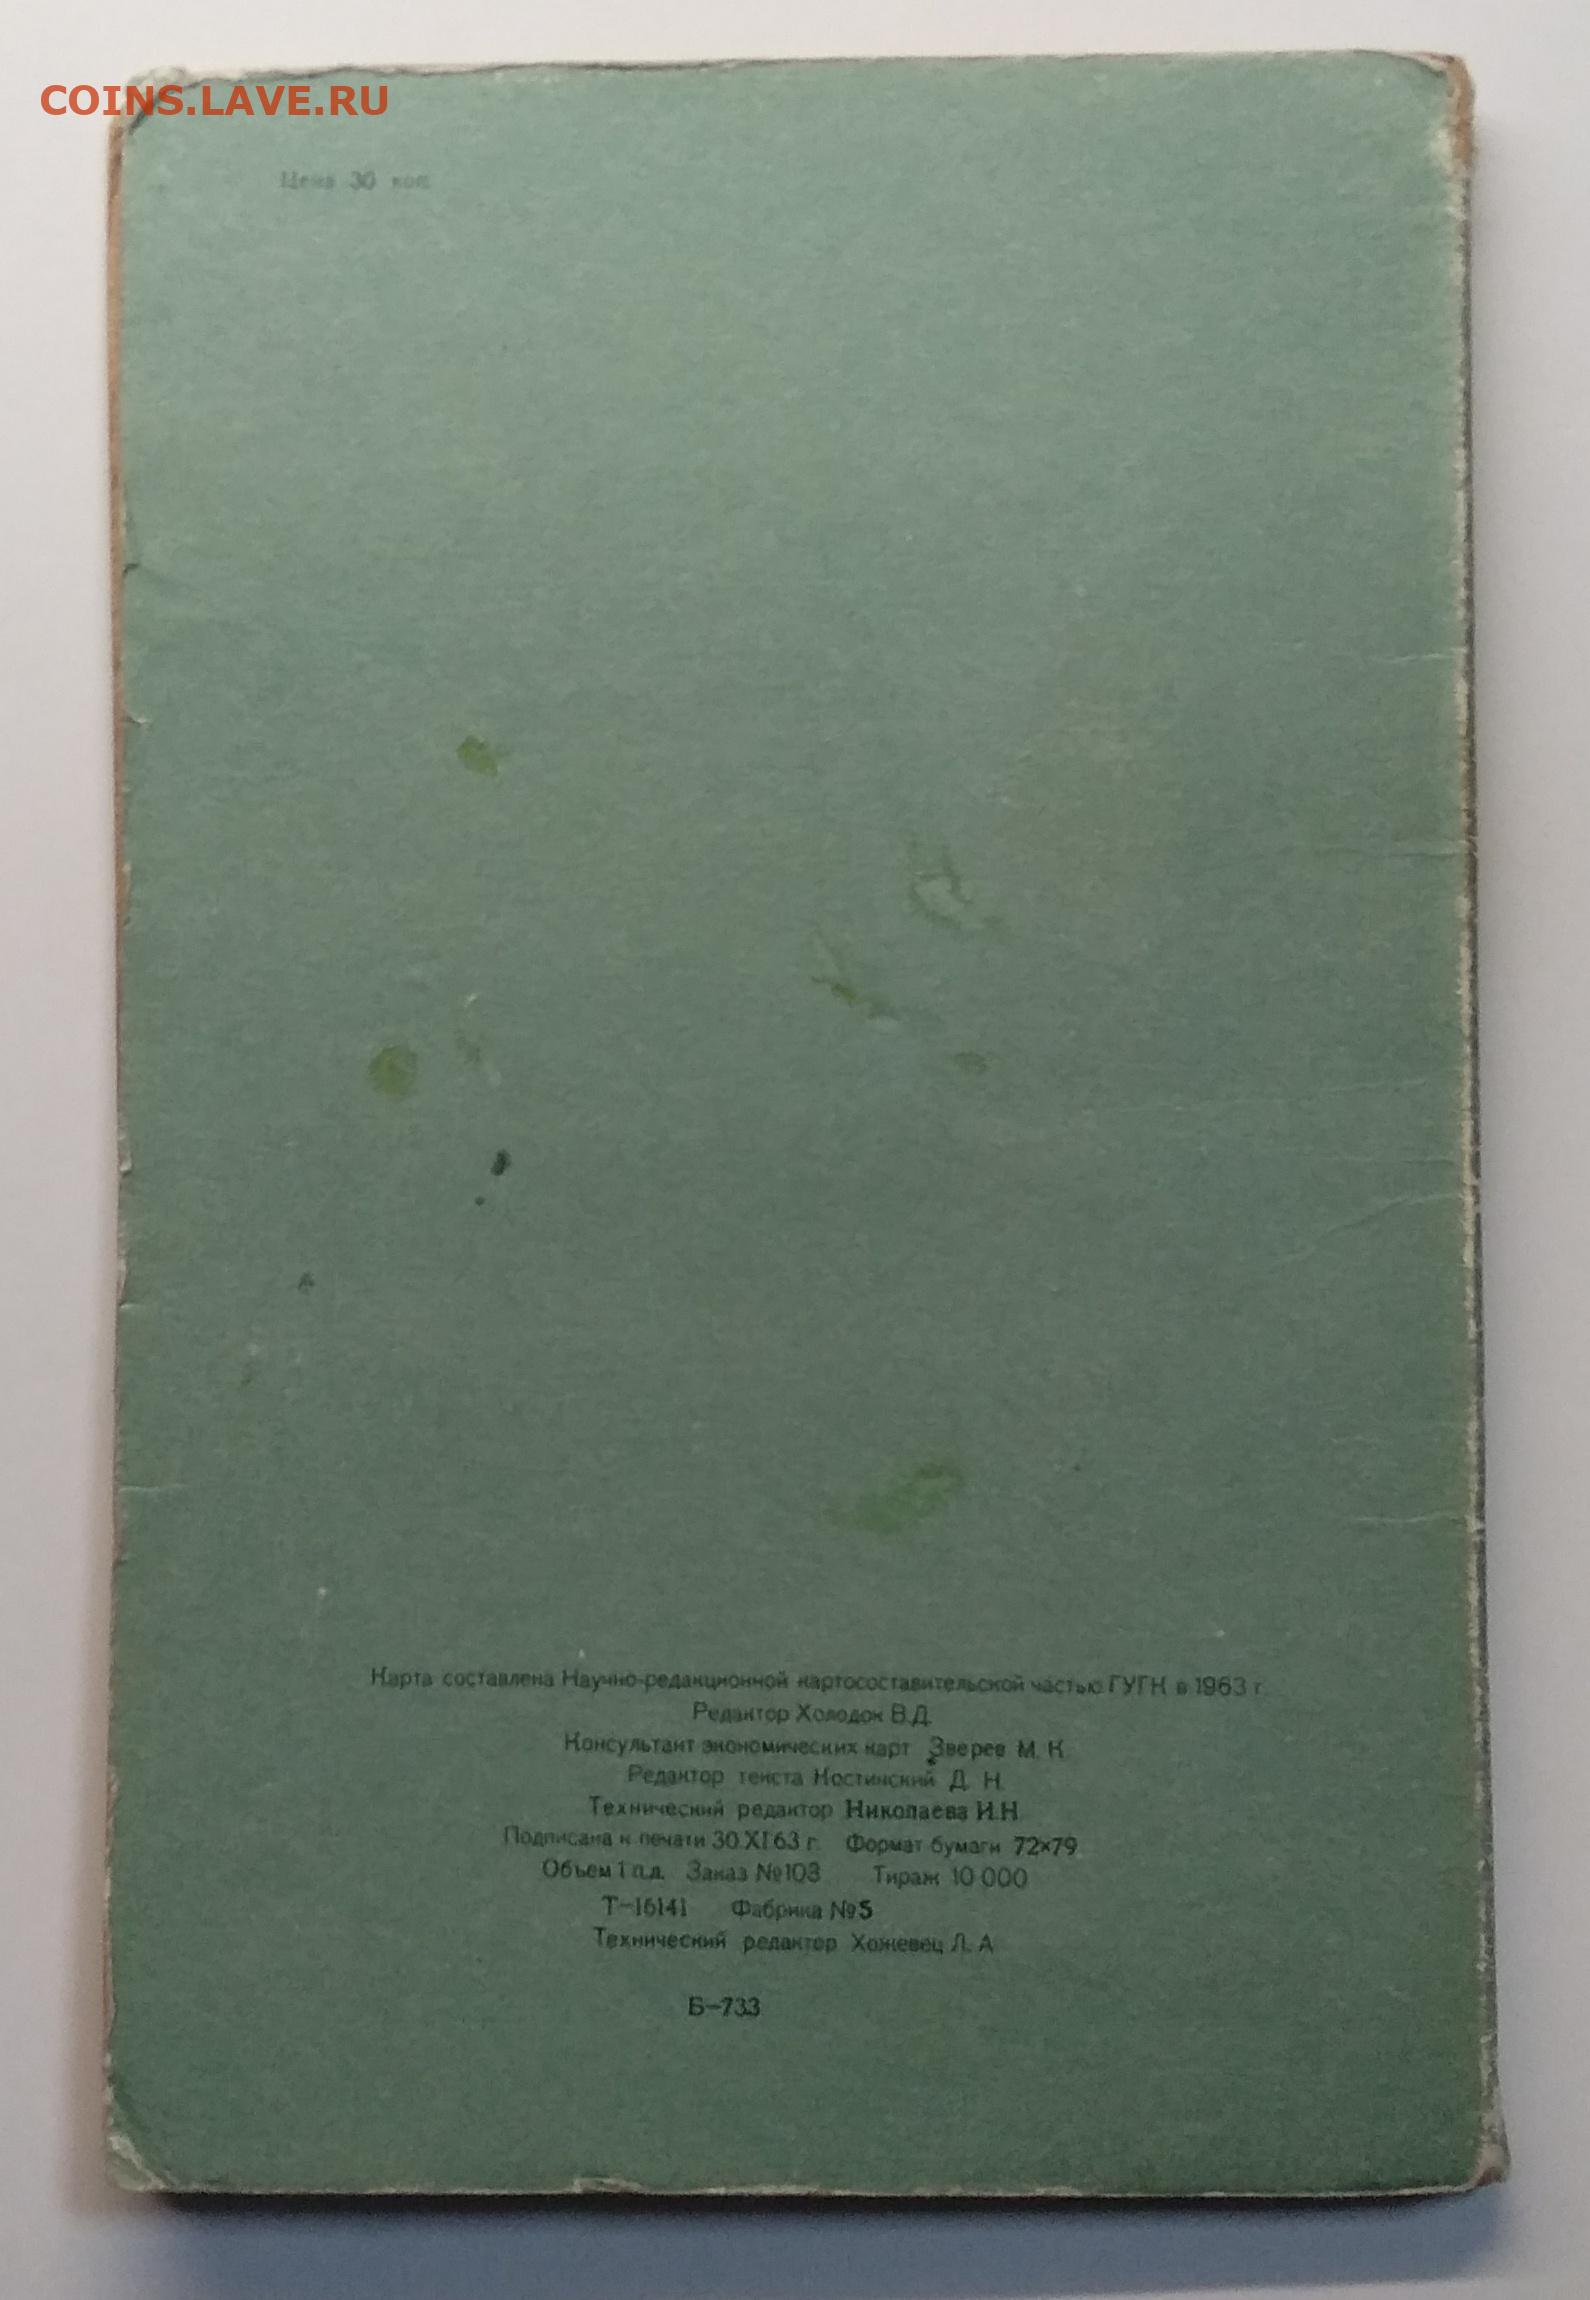 COINS.LAVE.RU
Цена 30 коп
Карта составлена Научно-редакционной картосоставительской частью ГУГК в 1963 г.
Редактор Холодок В.Д.
Консультант экономических карт Зверев М. К.
Редактор текста Костинский Д. Н.
Технический редактор Николаева И.Н.
Подписана к печати 30.XI 63 г. Формат бумаги 72×79
Объем 1 п.л. Заказ №103 Тираж 10 000
Т-16141 Фабрика №5
Технический редактор Хожевец Л. А
Б-733